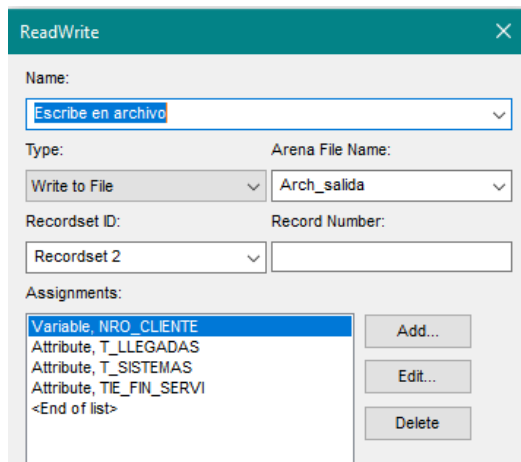 ReadWrite
Name:
Escribe en archivo
Type: Arena File Name:
Write to File Arch_salida
Recordset ID: Record Number:
Recordset 2
Assignments:
Variable, NRO_CLIENTE
Attribute, T_LLEGADAS
Attribute, T_SISTEMAS
Attribute, TIE_FIN_SERVI
<End of list>
Add...
Edit...
Delete